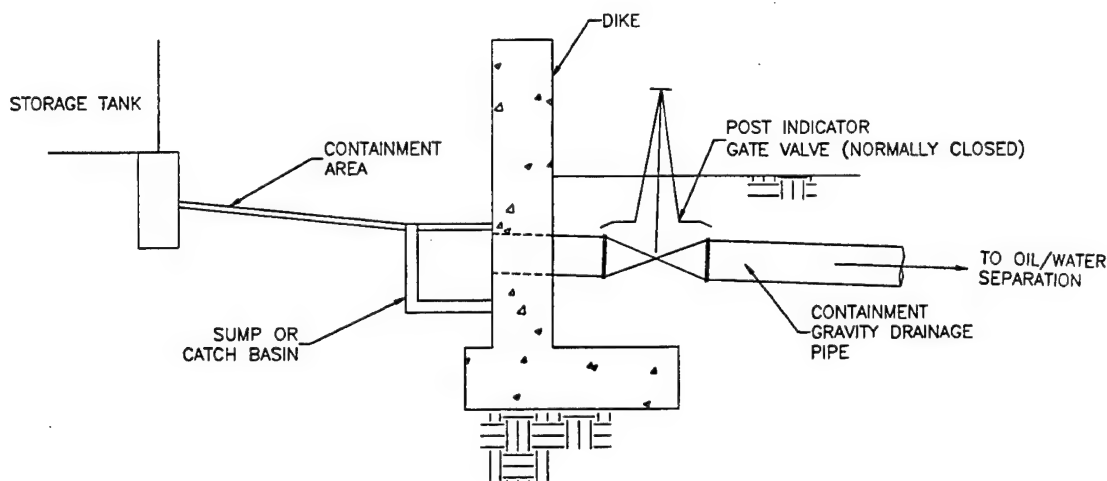 DIKE
STORAGE TANK
CONTAINMENT
AREA
POST INDICATOR
GATE VALVE (NORMALLY CLOSED)
TO OIL/WATER
SEPARATION
CONTAINMENT
GRAVITY DRAINAGE
PIPE
SUMP OR
CATCH BASIN